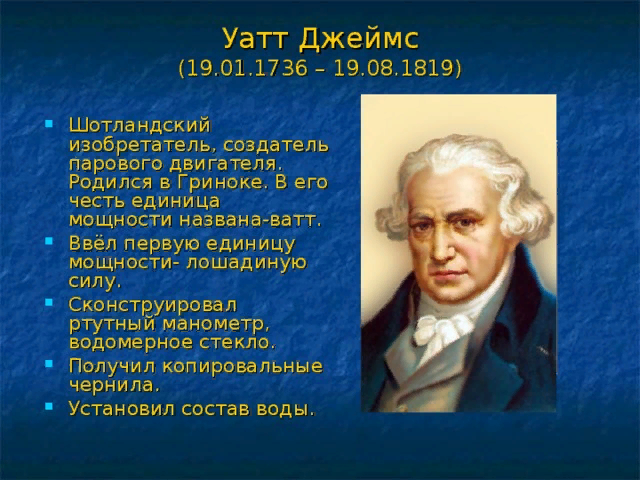 Уатт Джеймс
(19.01.1736 – 19.08.1819)
Шотландский
изобретатель, создатель
парового двигателя.
Родился в Гриноке. В его
честь единица
мощности названа-ватт.
Ввёл первую единицу
мощности- лошадиную
силу.
Сконструировал
ртутный манометр,
водомерное стекло.
Получил копировальные
чернила.
Установил состав воды.